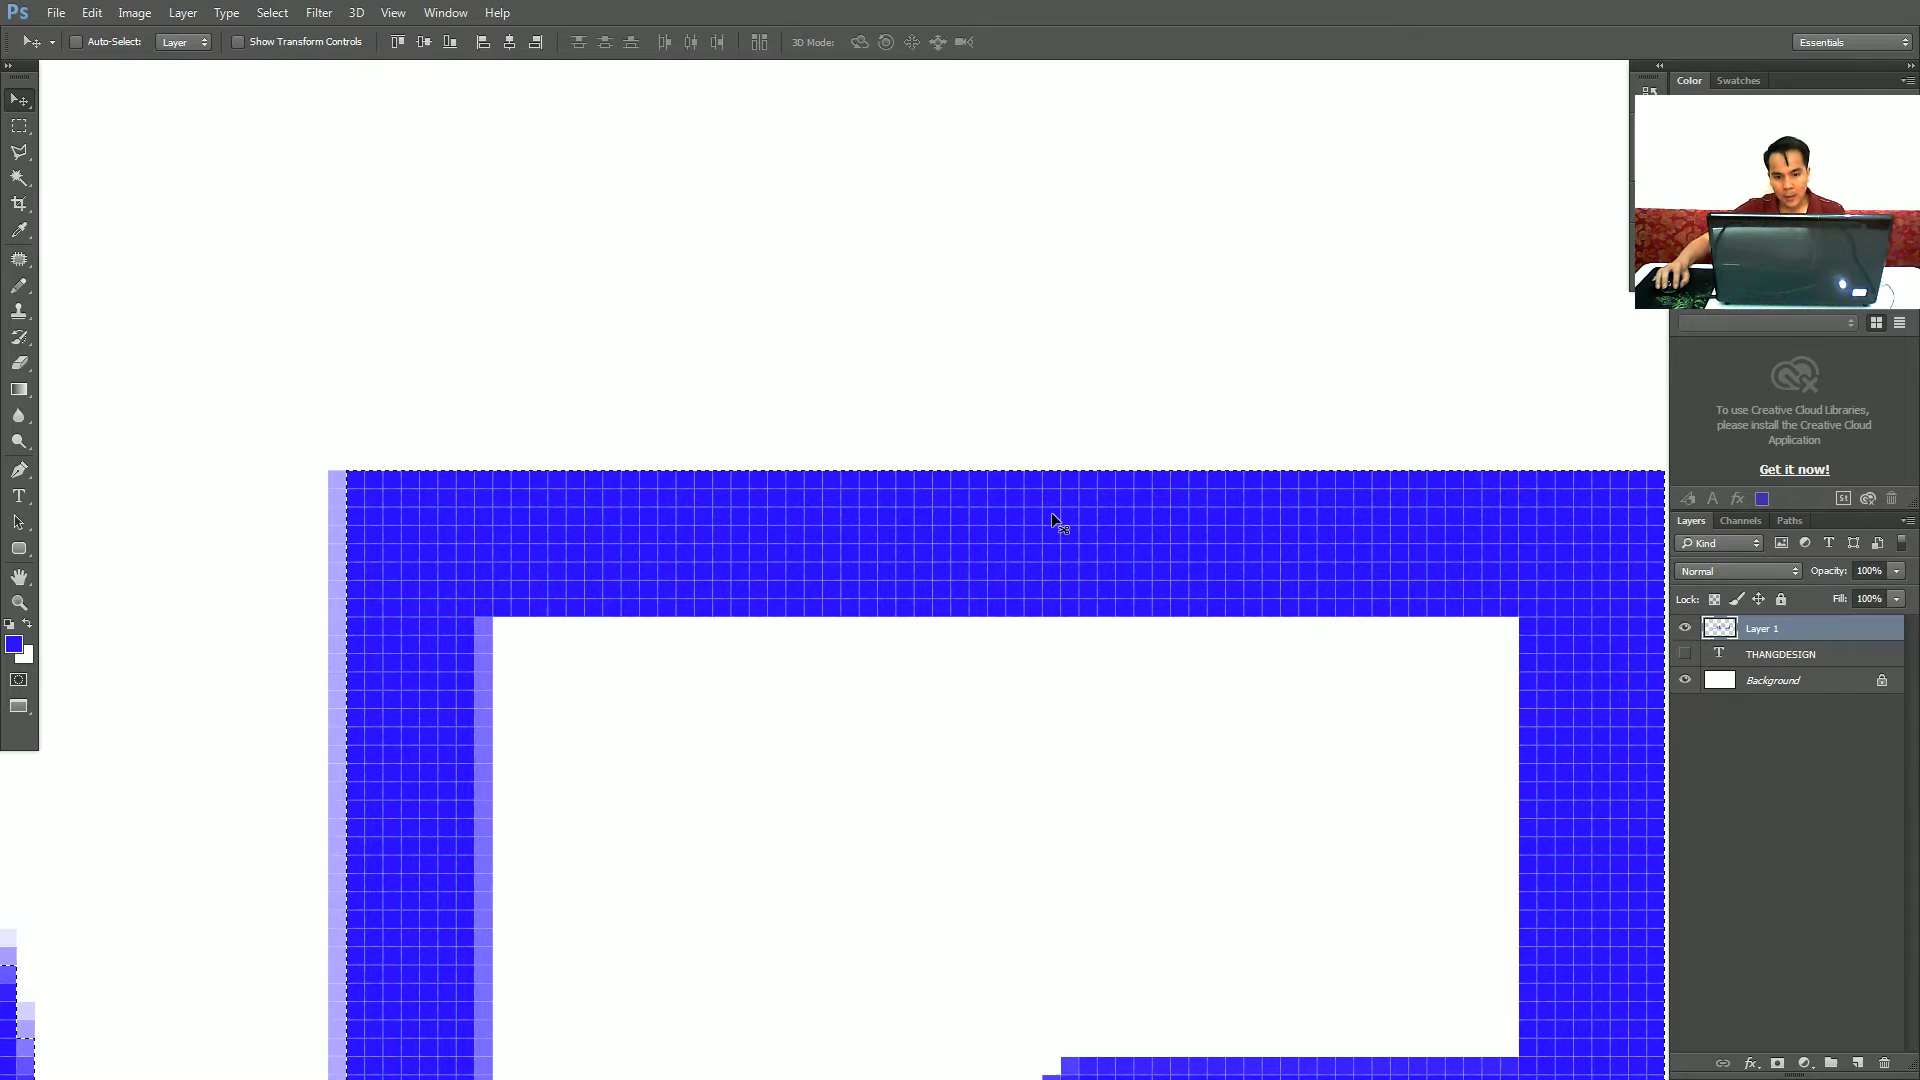 Ps File Edit Image Layer Type Select Filter 3D View Window Help
Auto-Select: Layer Show Transform Controls 3D Mode: Essentials
Color Swatches
To use Creative Cloud Libraries,
please install the Creative Cloud
Application
Get it now!
St
Layers Channels Paths
Kind
Normal Opacity: 100%
Lock: Fill: 100%
Layer 1
THANGDESIGN
Background